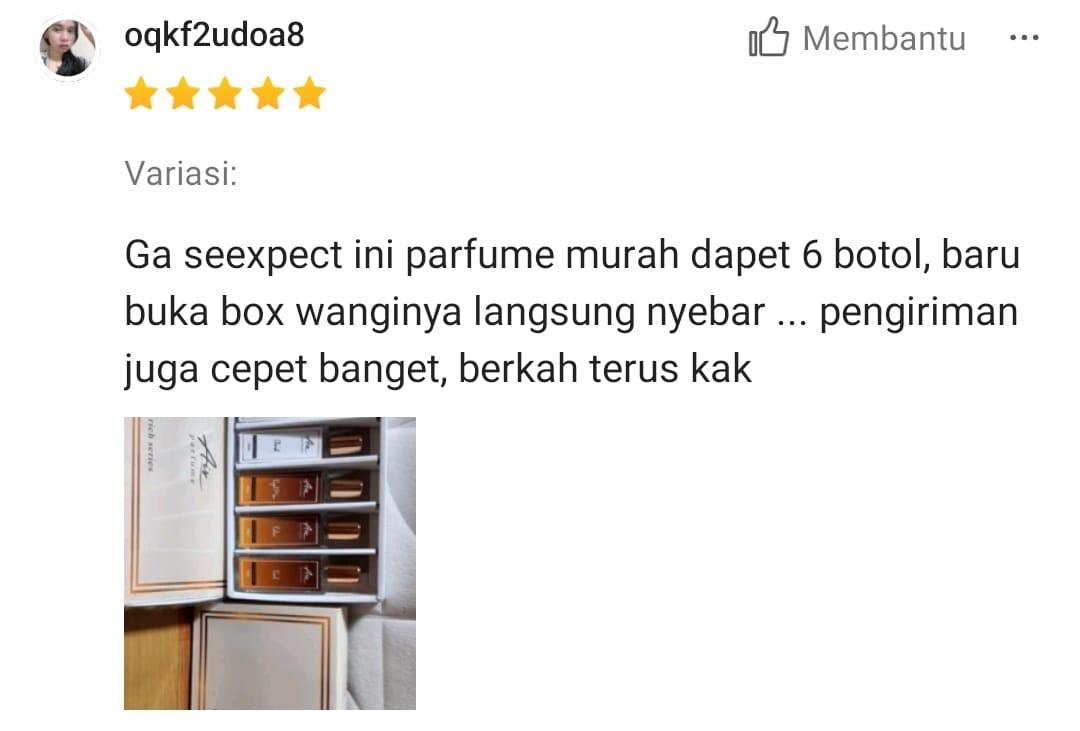 oqkf2udoa8
Membantu
Variasi:
Ga seexpect ini parfume murah dapet 6 botol, baru
buka box wanginya langsung nyebar ... pengiriman
juga cepet banget, berkah terus kak
rich series
parfume